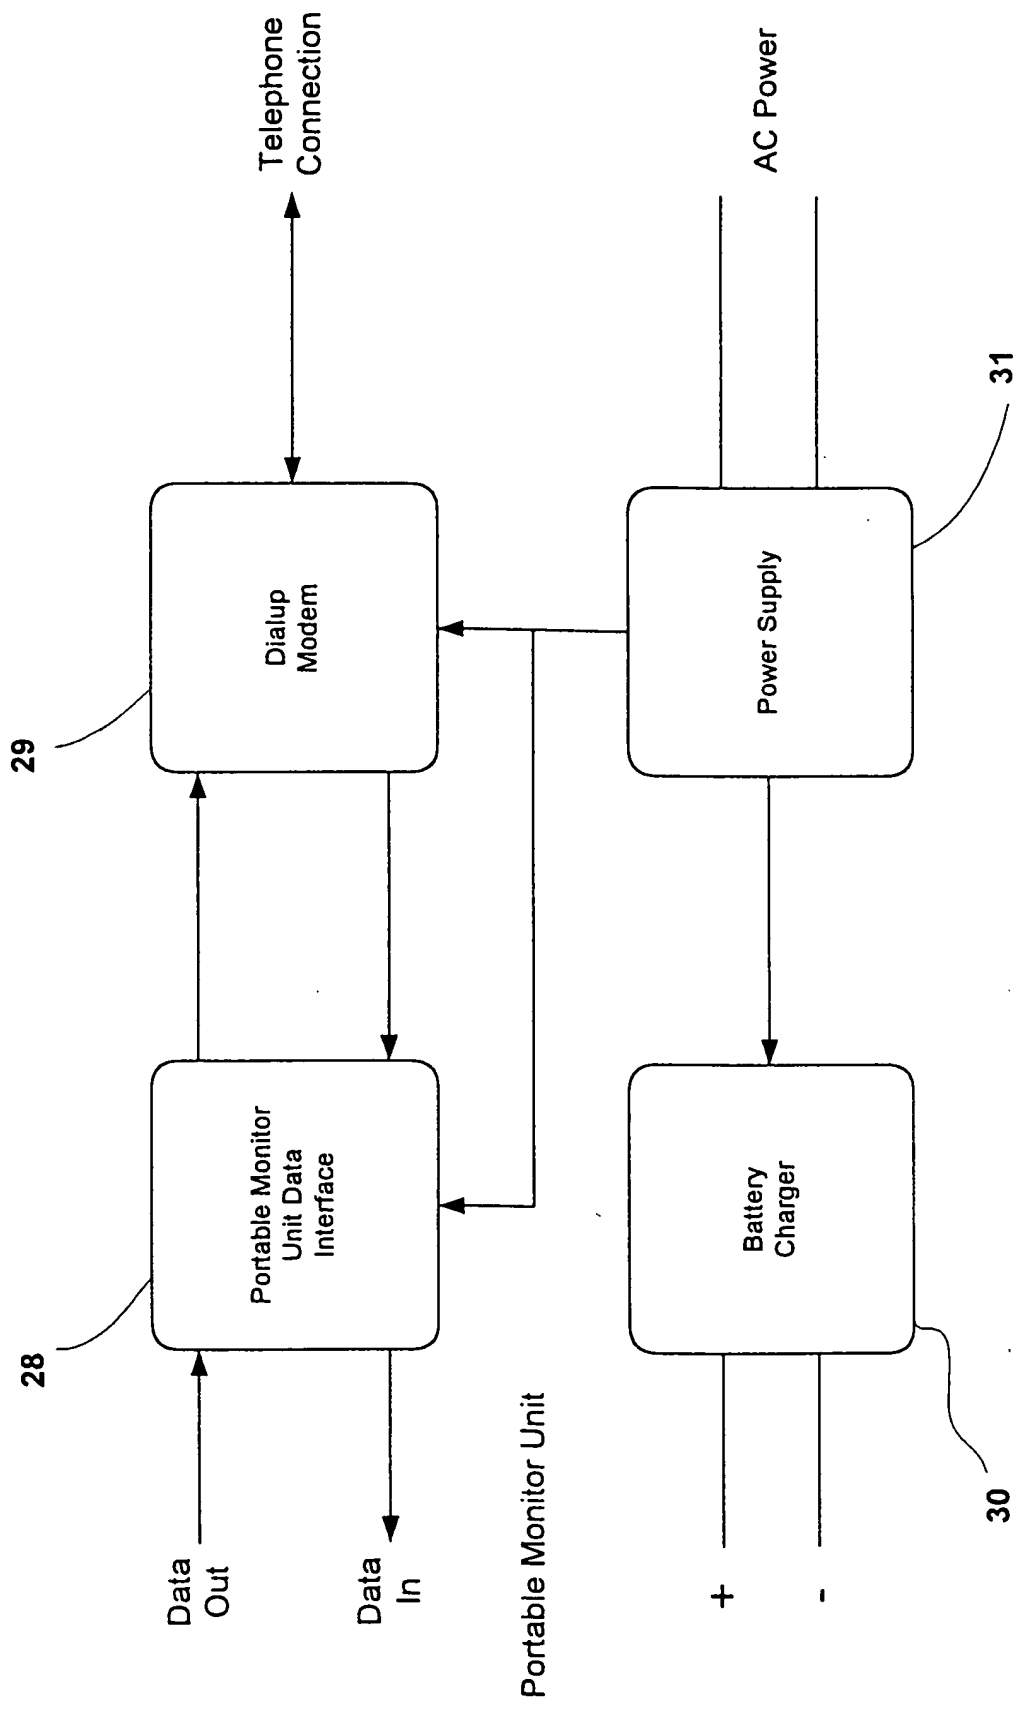 29
Dialup
Modem
Telephone
Connection
28
Portable Monitor
Unit Data
Interface
Data
Out
Data
In
Portable Monitor Unit
+
-
Battery
Charger
30
Power Supply
31
AC Power